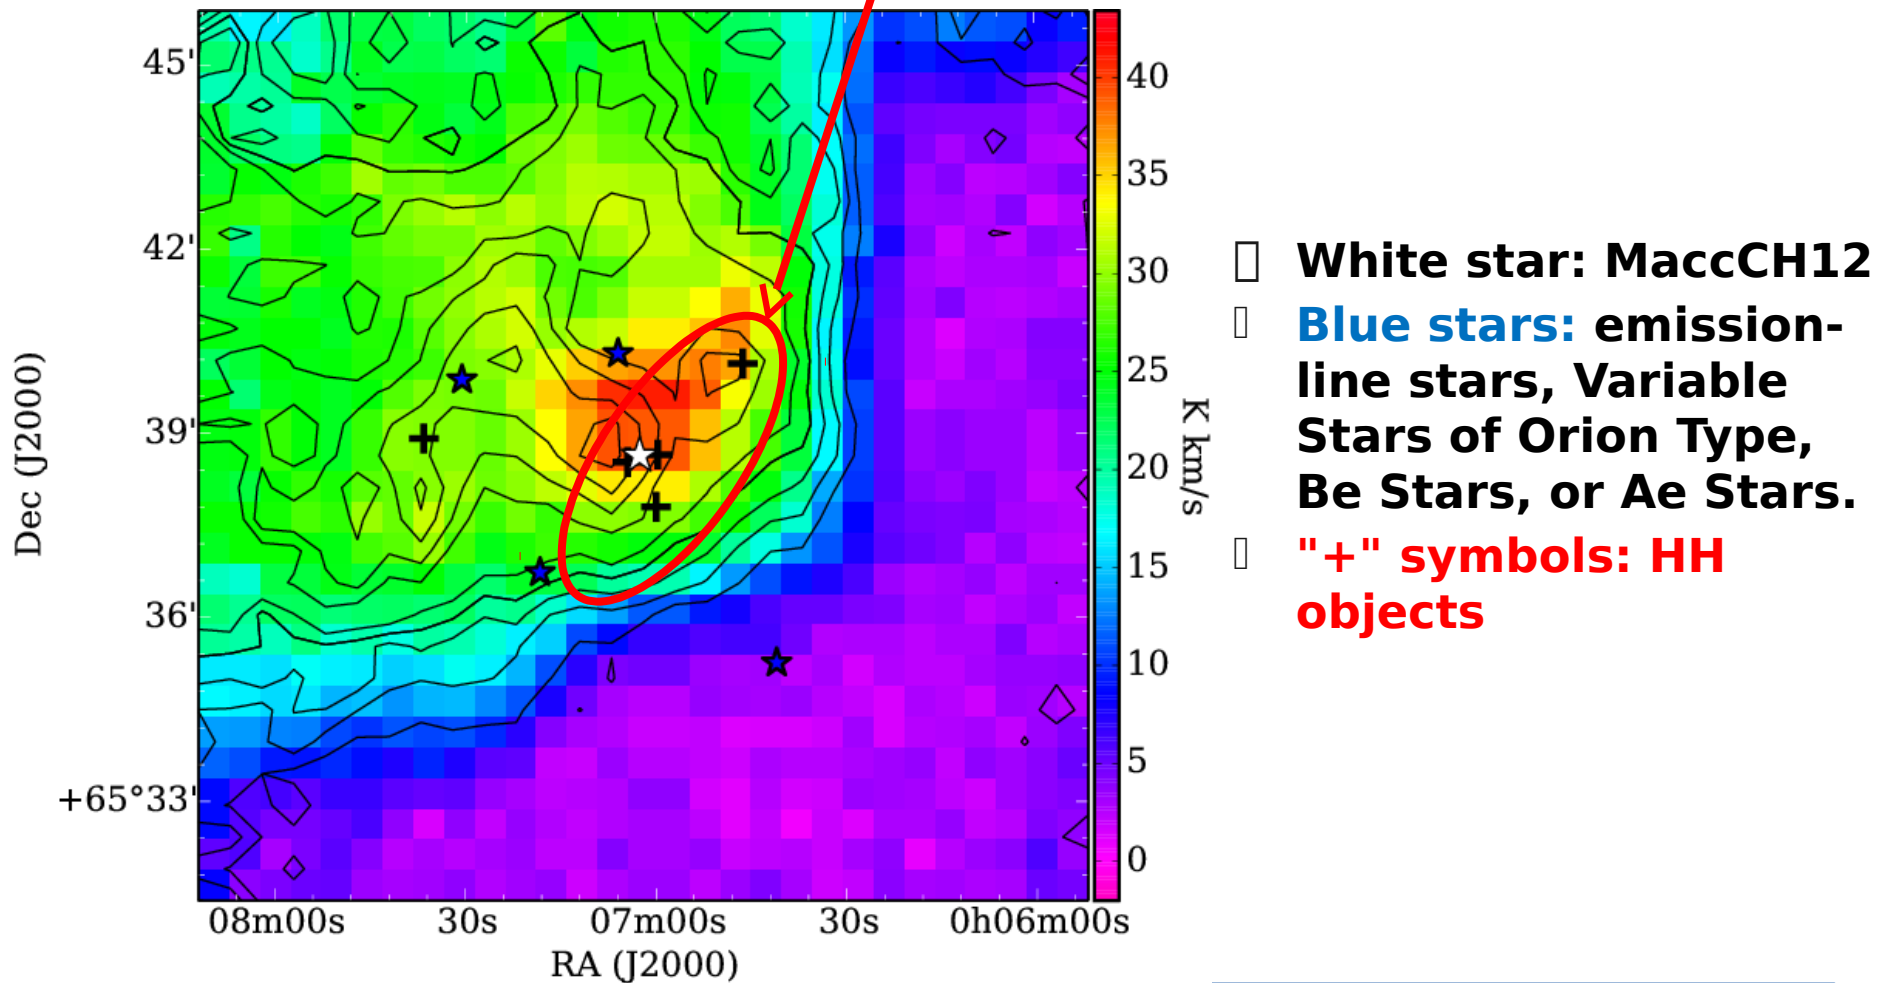 45'
42'
39'
36'
+65°33'
Dec (J2000)
08m00s 30s 07m00s 30s 0h06m00s
RA (J2000)
40
35
30
25
20
15
10
5
0
K km/s
White star: MaccCH12
Blue stars: emission-
line stars, Variable
Stars of Orion Type,
Be Stars, or Ae Stars.
"+" symbols: HH
objects